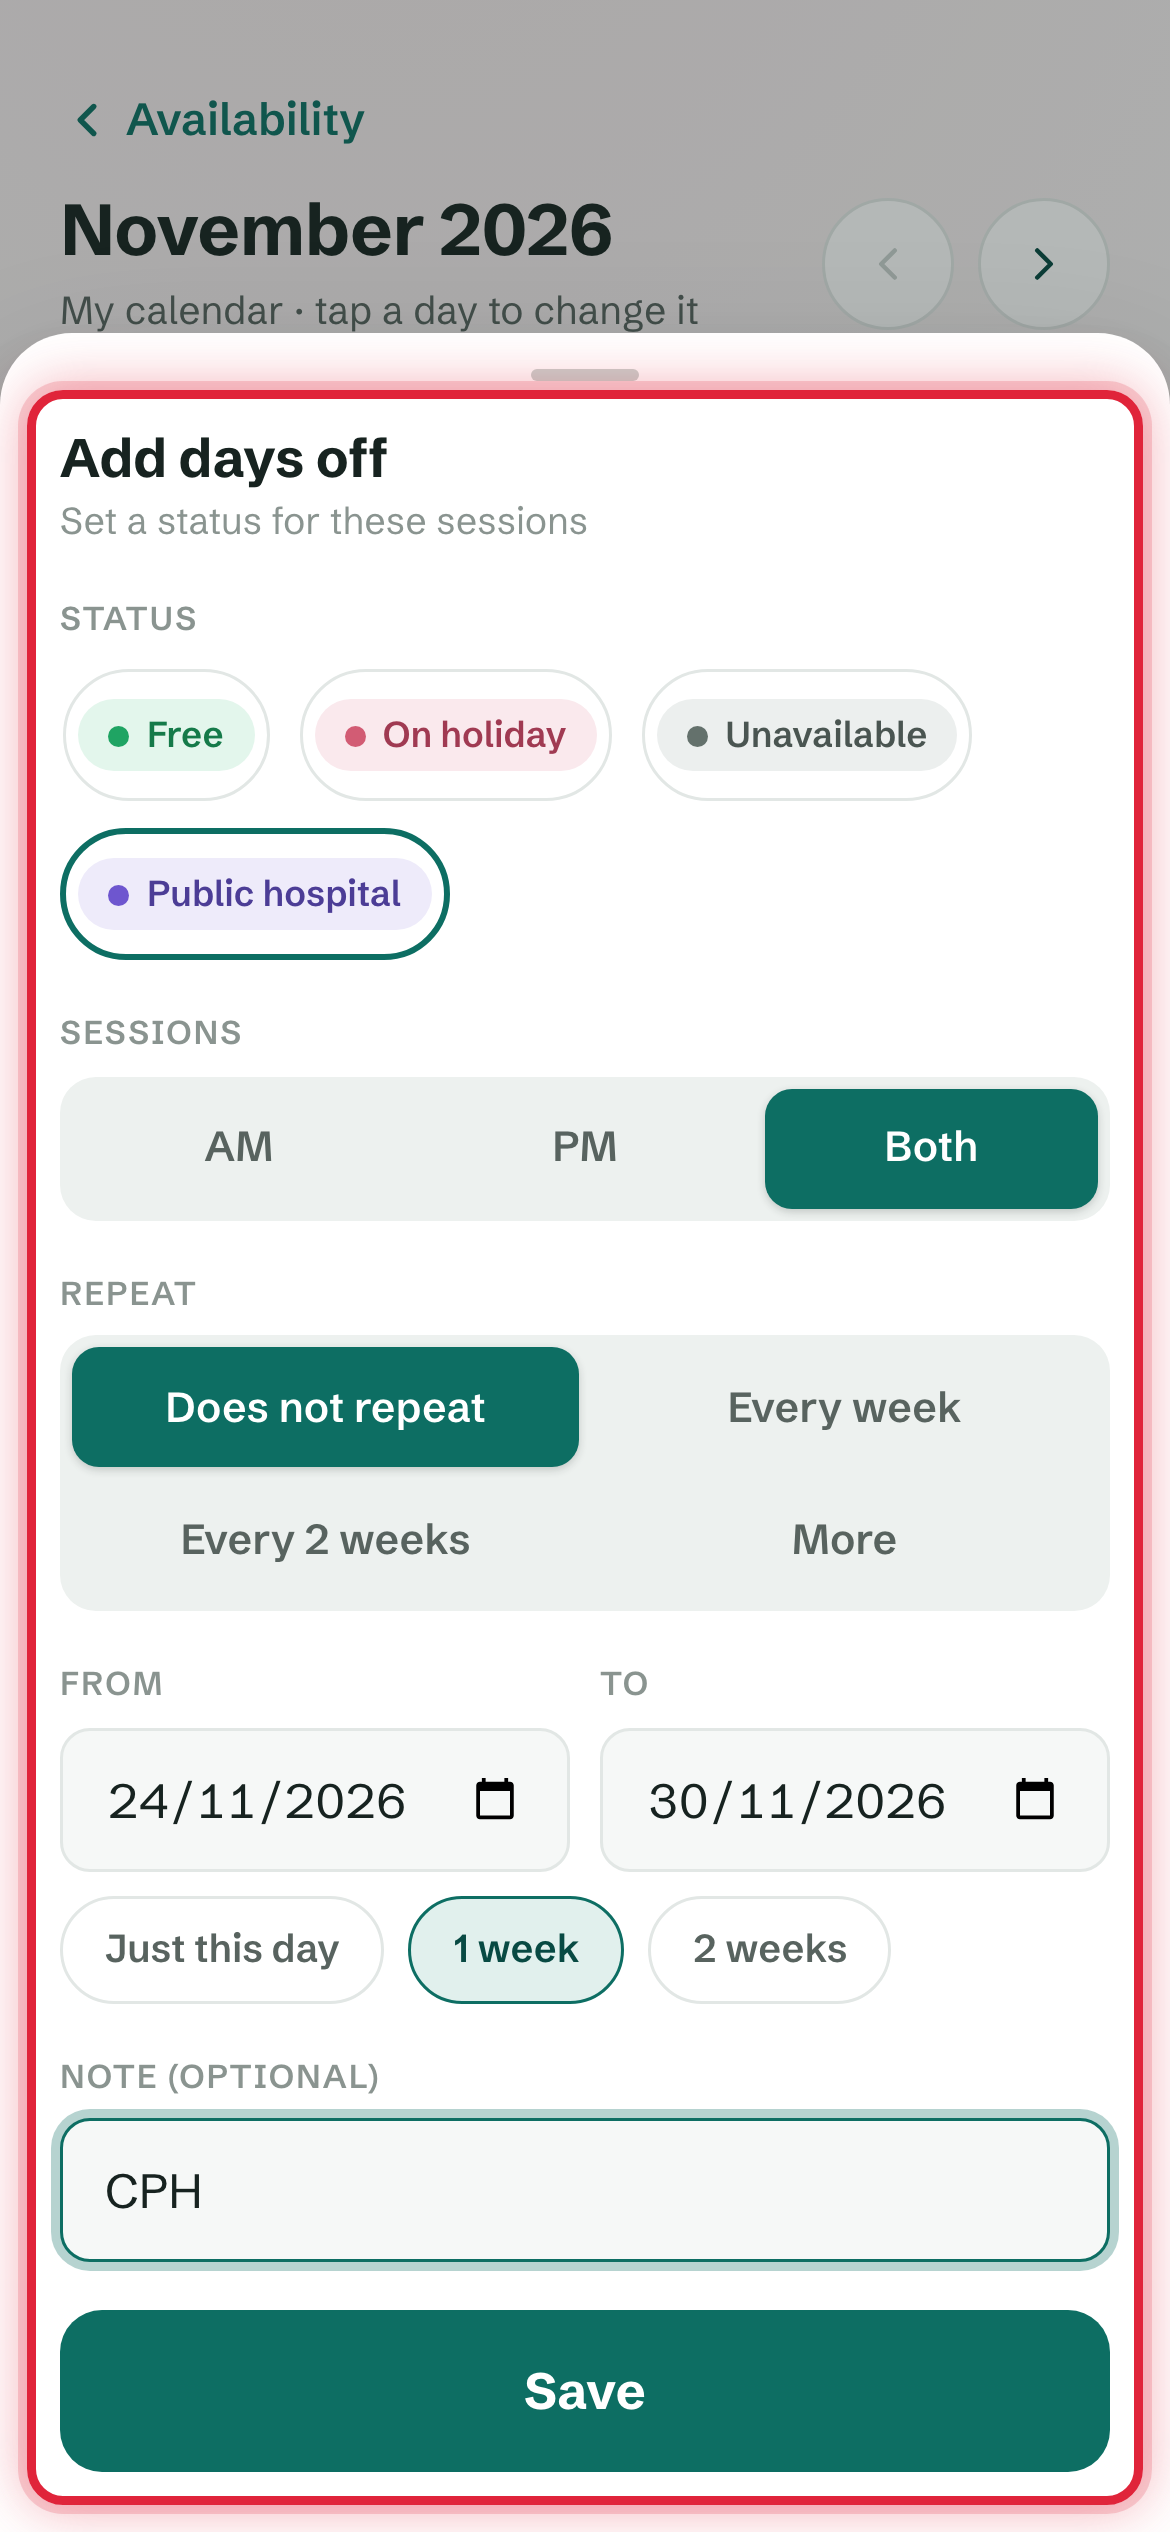 Availability
November 2026
My calendar · tap a day to change it
Add days off
Set a status for these sessions
STATUS
Free On holiday Unavailable
Public hospital
SESSIONS
AM PM Both
REPEAT
Does not repeat Every week
Every 2 weeks More
FROM TO
24/11/2026 30/11/2026
Just this day 1 week 2 weeks
NOTE (OPTIONAL)
CPH
Save